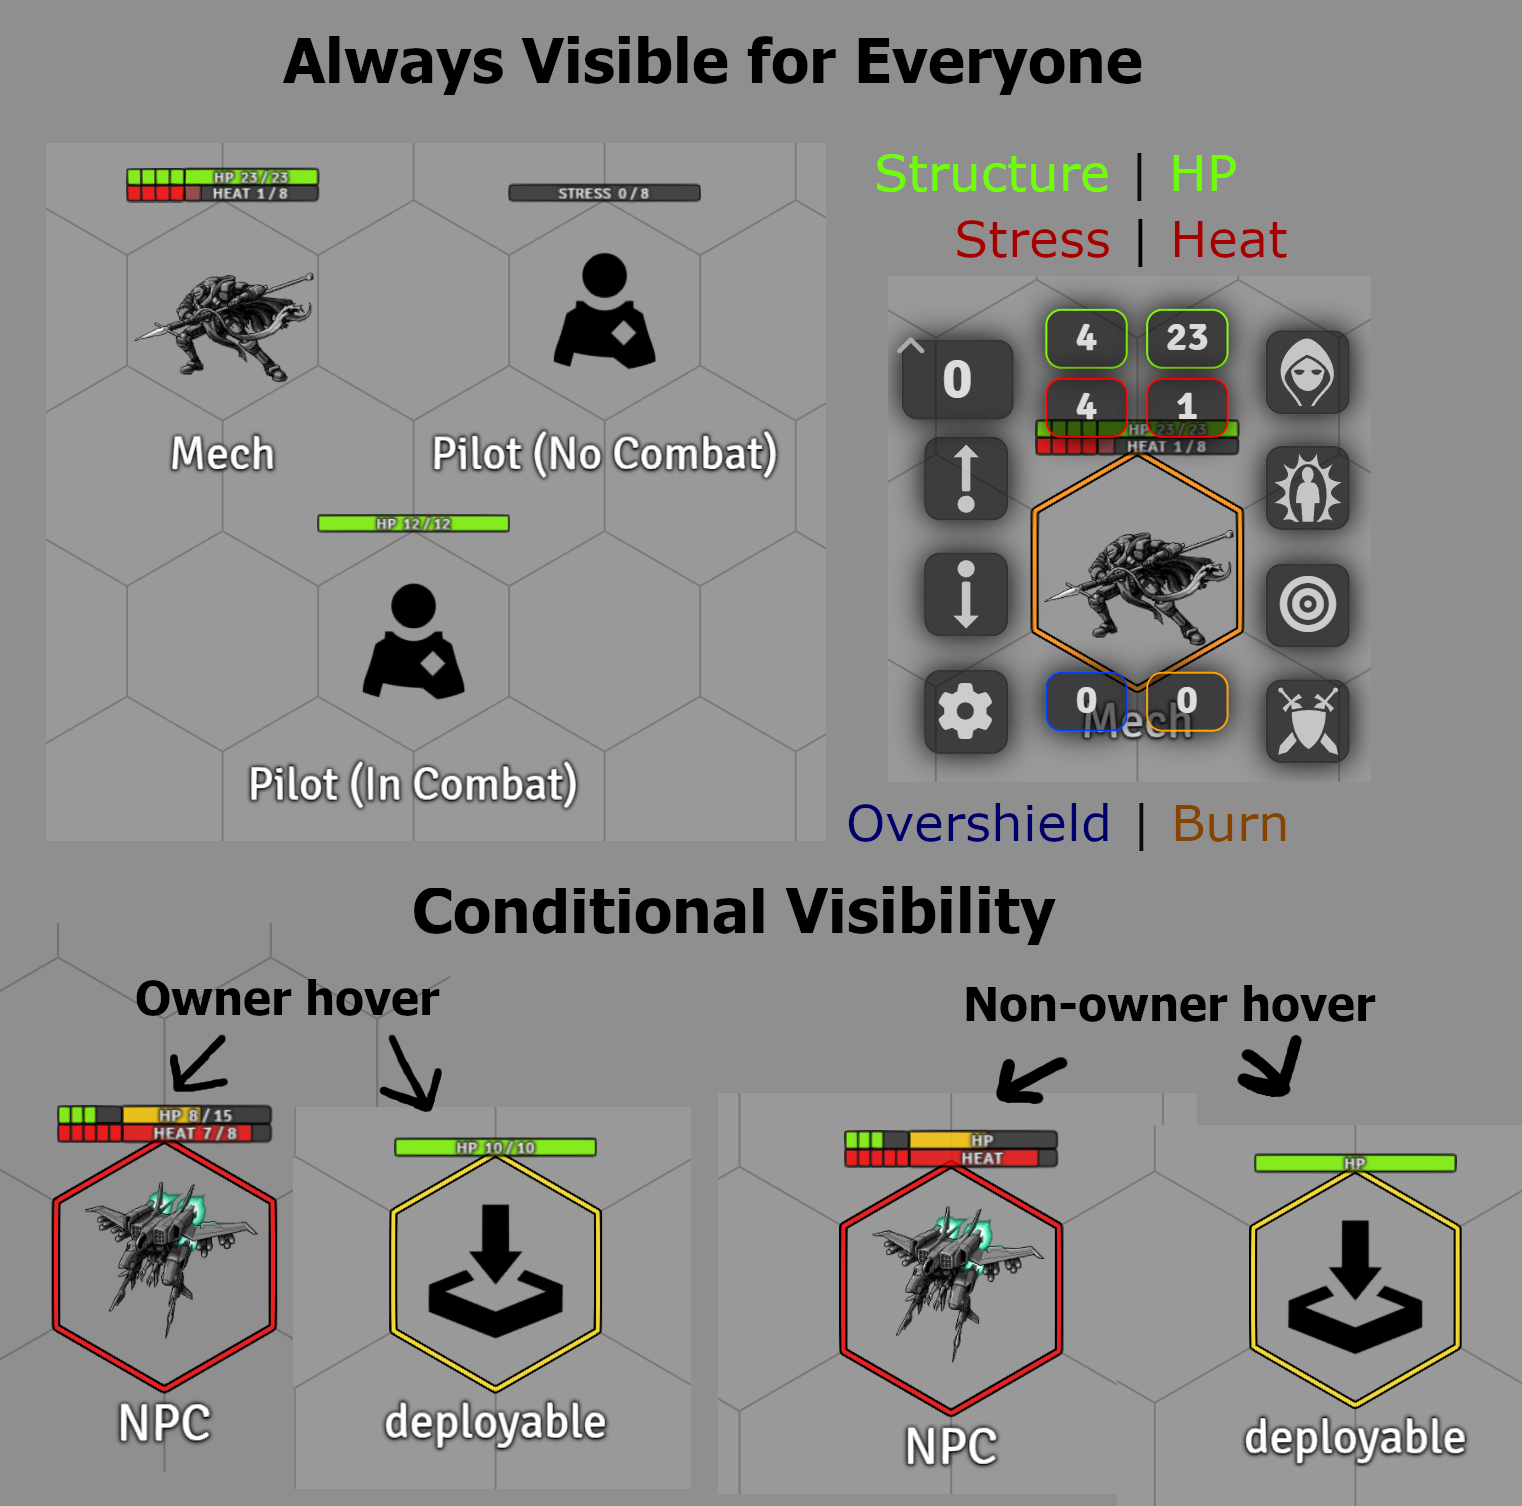 Always Visible for Everyone
HP 23/23
HEAT 1/8
STRESS 0/8
Mech
Pilot (No Combat)
HP 12/12
Pilot (In Combat)
Structure | HP
Stress | Heat
4 23
0
4 1
HP 23/23
HEAT 1/8
0 0
Mech
Overshield | Burn
Conditional Visibility
Owner hover
HP 8/15
HEAT 7/8
NPC
HP 10/10
deployable
Non-owner hover
HP
HEAT
NPC
HP
deployable